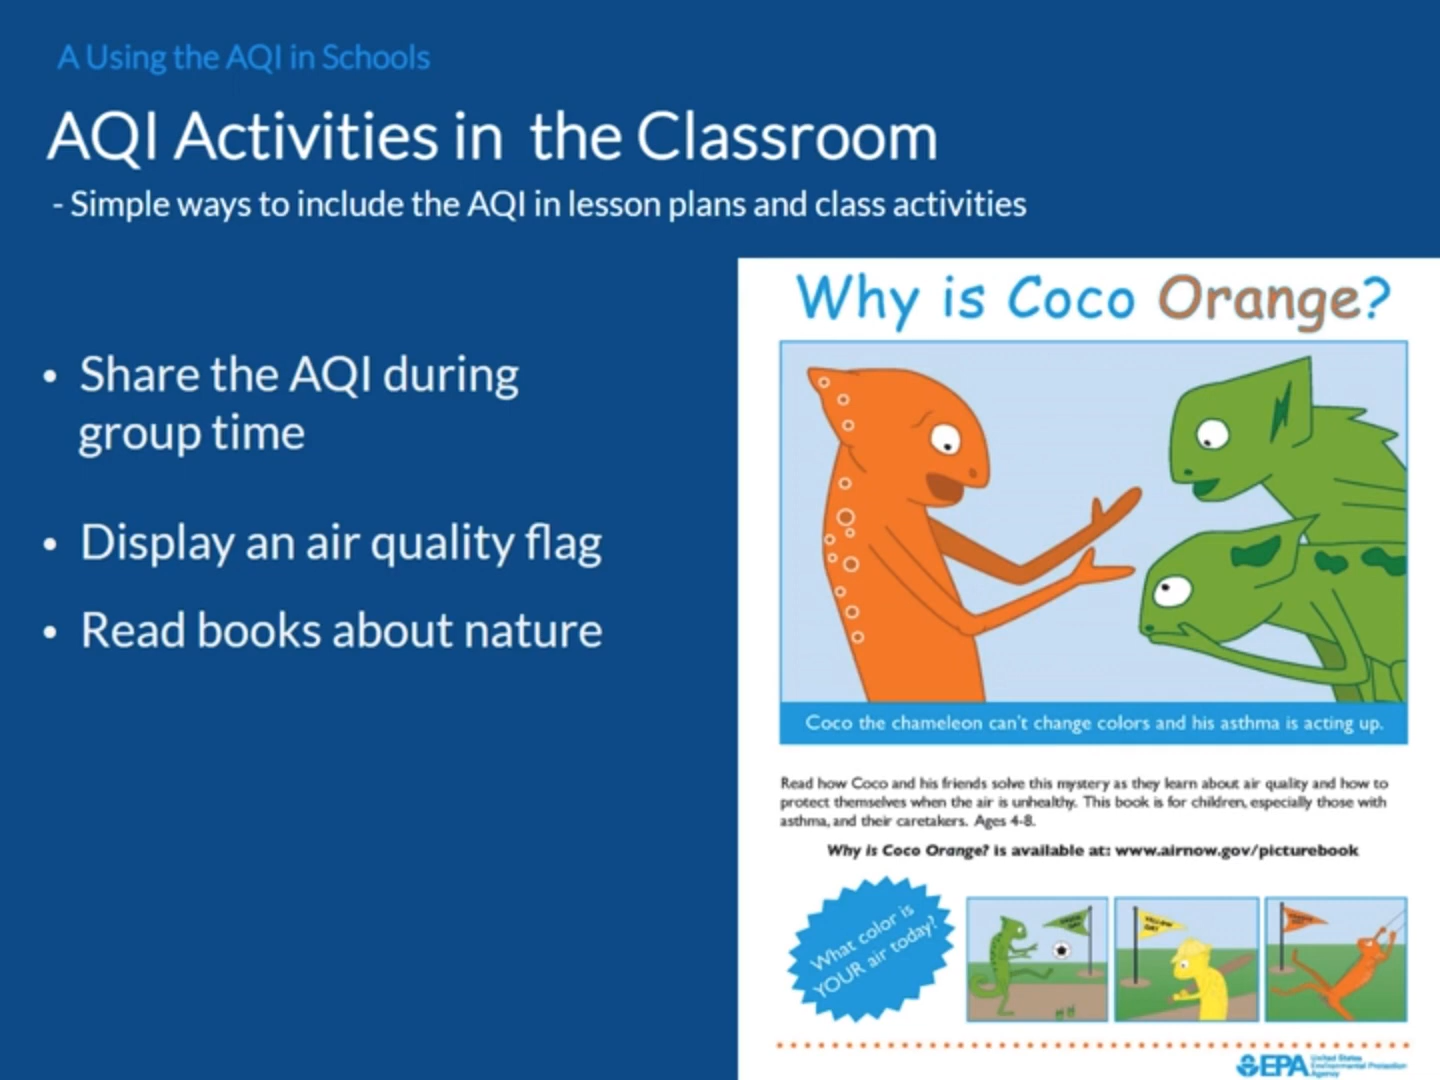 A Using the AQI in Schools
AQI Activities in the Classroom
- Simple ways to include the AQI in lesson plans and class activities
• Share the AQI during
group time
• Display an air quality flag
• Read books about nature
Why is Coco Orange?
Coco the chameleon can't change colors and his asthma is acting up.
Read how Coco and his friends solve this mystery as they learn about air quality and how to
protect themselves when the air is unhealthy. This book is for children, especially those with
asthma, and their caretakers. Ages 4-8.
Why is Coco Orange? is available at: www.airnow.gov/picturebook
What color is
YOUR air today?
GREEN
DAY
YELLOW
DAY
ORANGE
DAY
EPA
United States
Environmental Protection
Agency